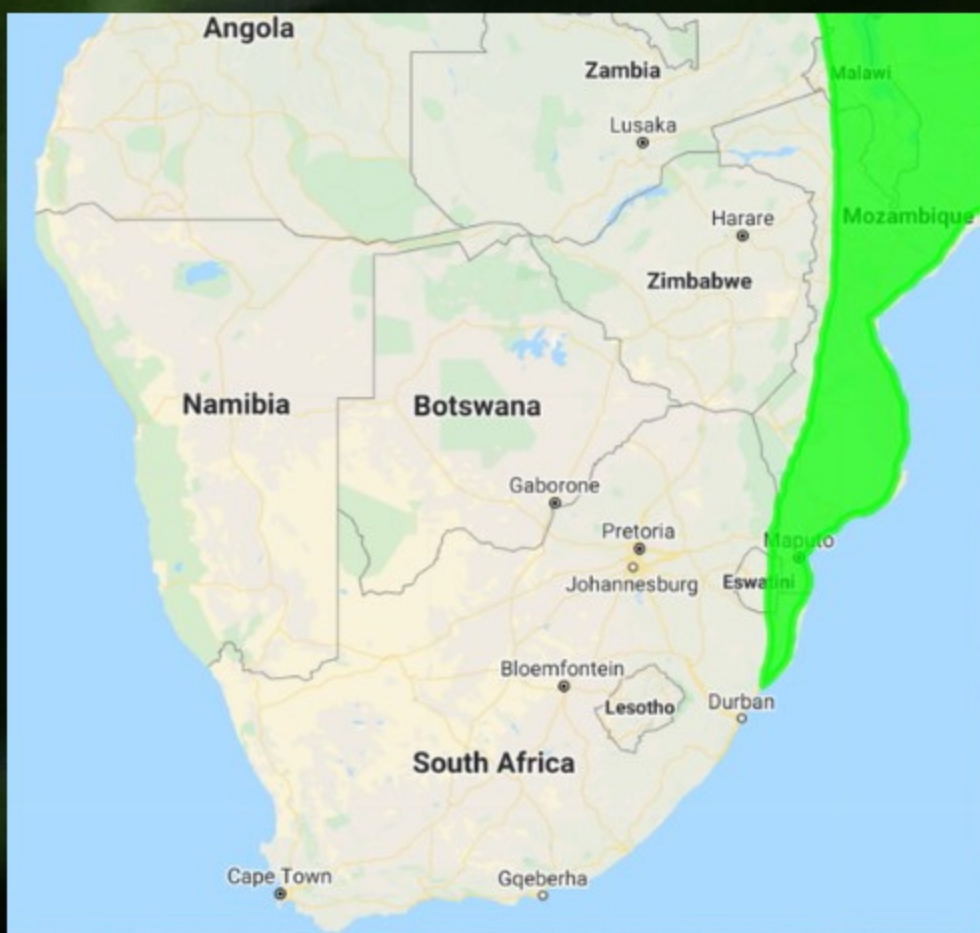 Angola
Zambia
Malawi
Lusaka
Mozambique
Harare
Zimbabwe
Namibia
Botswana
Gaborone
Pretoria
Maputo
Johannesburg
Eswatini
Bloemfontein
Lesotho
Durban
South Africa
Cape Town
Gqeberha